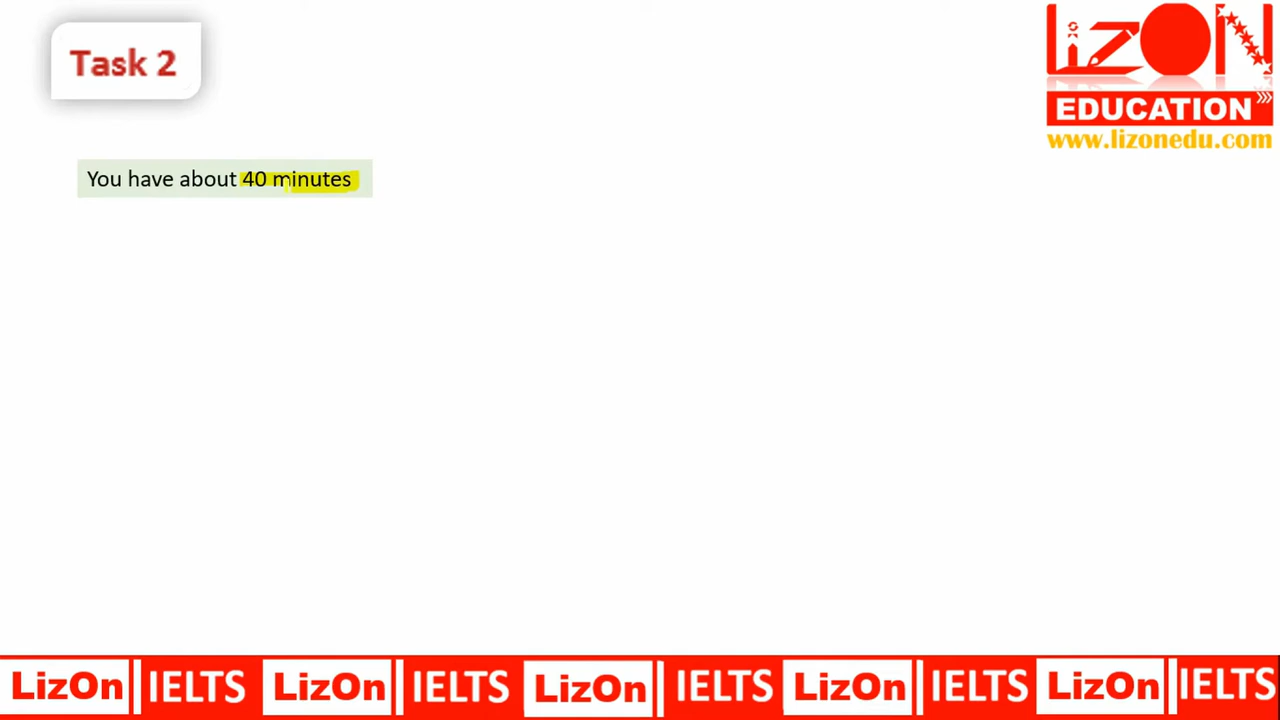 Task 2
LizON
EDUCATION
www.lizonedu.com
You have about 40 minutes
LizOn IELTS LizOn IELTS LizOn IELTS LizOn IELTS LizOn IELTS